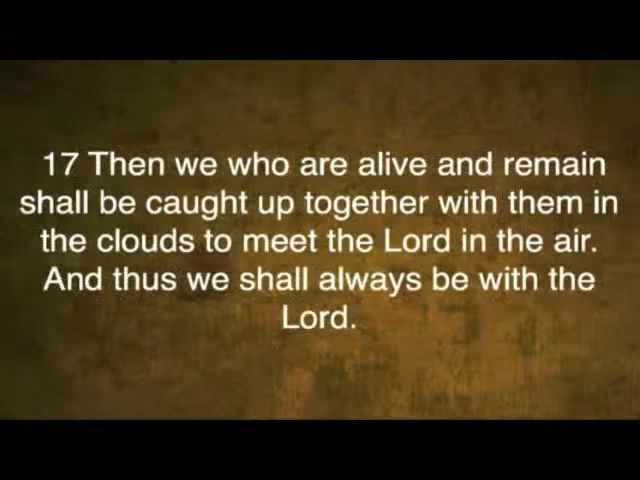 17 Then we who are alive and remain
shall be caught up together with them in
the clouds to meet the Lord in the air.
And thus we shall always be with the
Lord.